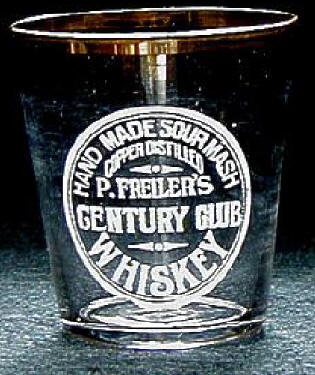 HAND MADE SOUR MASH
COPPER DISTILLED
P. FREILER'S
CENTURY CLUB
WHISKEY